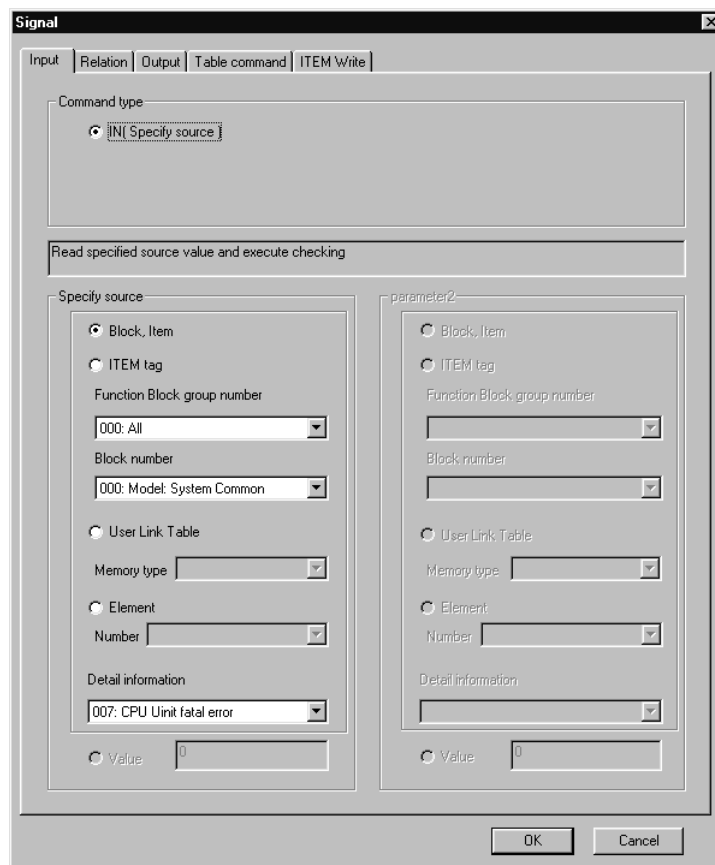 Signal
Input Relation Output Table command ITEM Write
Command type
IN( Specify source )
Read specified source value and execute checking
Specify source
Block, Item
ITEM tag
Function Block group number
000: All
Block number
000: Model: System Common
User Link Table
Memory type
Element
Number
Detail information
007: CPU Uinit fatal error
Value 0
parameter2
Block, Item
ITEM tag
Function Block group number
Block number
User Link Table
Memory type
Element
Number
Detail information
Value 0
OK Cancel